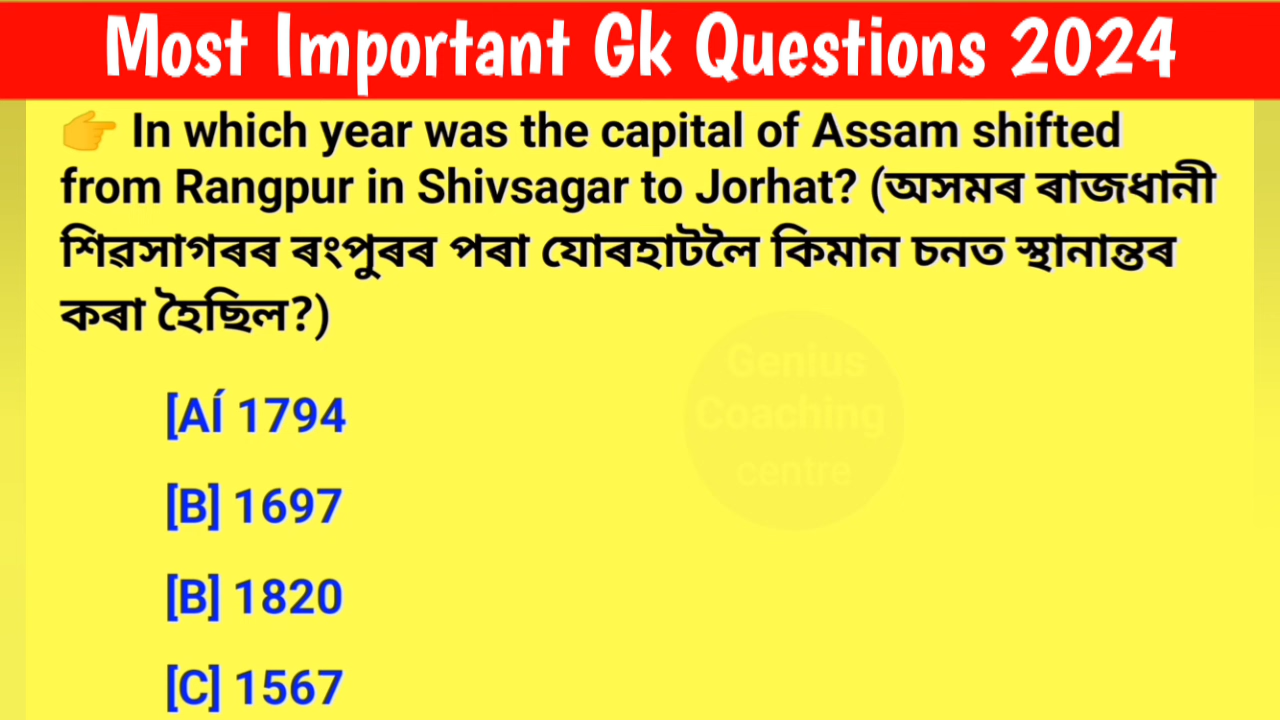 Most Important Gk Questions 2024
👉 In which year was the capital of Assam shifted
from Rangpur in Shivsagar to Jorhat? (অসমৰ ৰাজধানী
শিৱসাগৰৰ ৰংপুৰৰ পৰা যোৰহাটলৈ কিমান চনত স্থানান্তৰ
কৰা হৈছিল?)
Genius
Coaching
centre
[AÍ 1794
[B] 1697
[B] 1820
[C] 1567